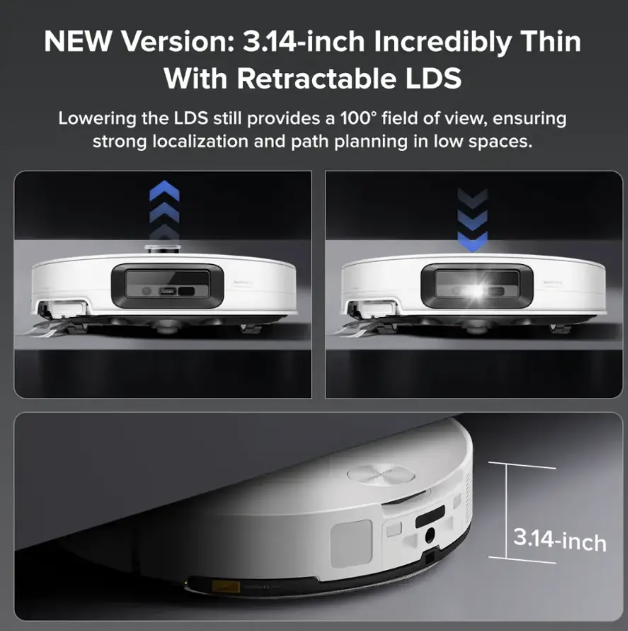 NEW Version: 3.14-inch Incredibly Thin
With Retractable LDS
Lowering the LDS still provides a 100° field of view, ensuring
strong localization and path planning in low spaces.
3.14-inch